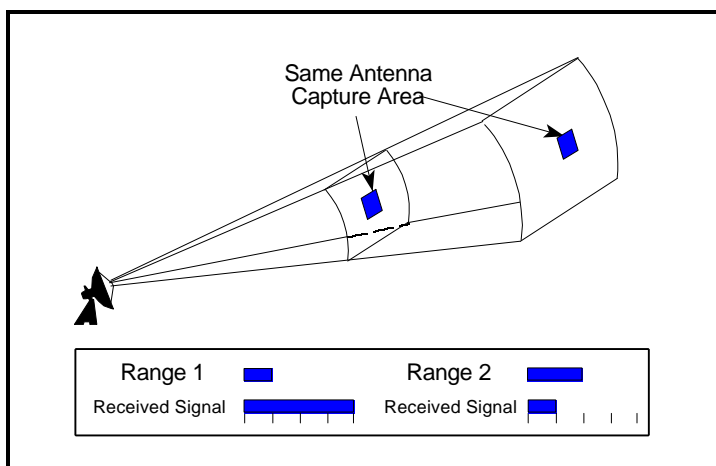 Same Antenna
Capture Area
Range 1
Range 2
Received Signal
Received Signal